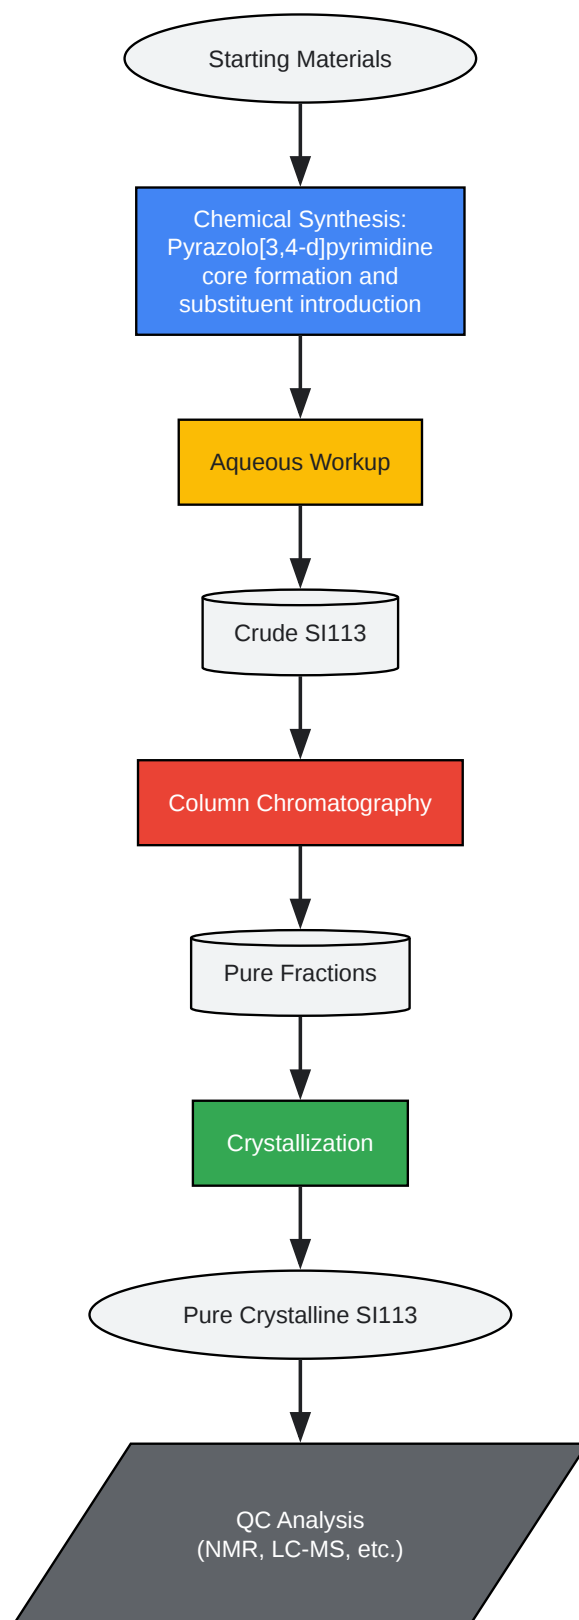 Starting Materials
Chemical Synthesis:
Pyrazolo[3,4-d]pyrimidine
core formation and
substituent introduction
Aqueous Workup
Crude SI113
Column Chromatography
Pure Fractions
Crystallization
Pure Crystalline SI113
QC Analysis
(NMR, LC-MS, etc.)